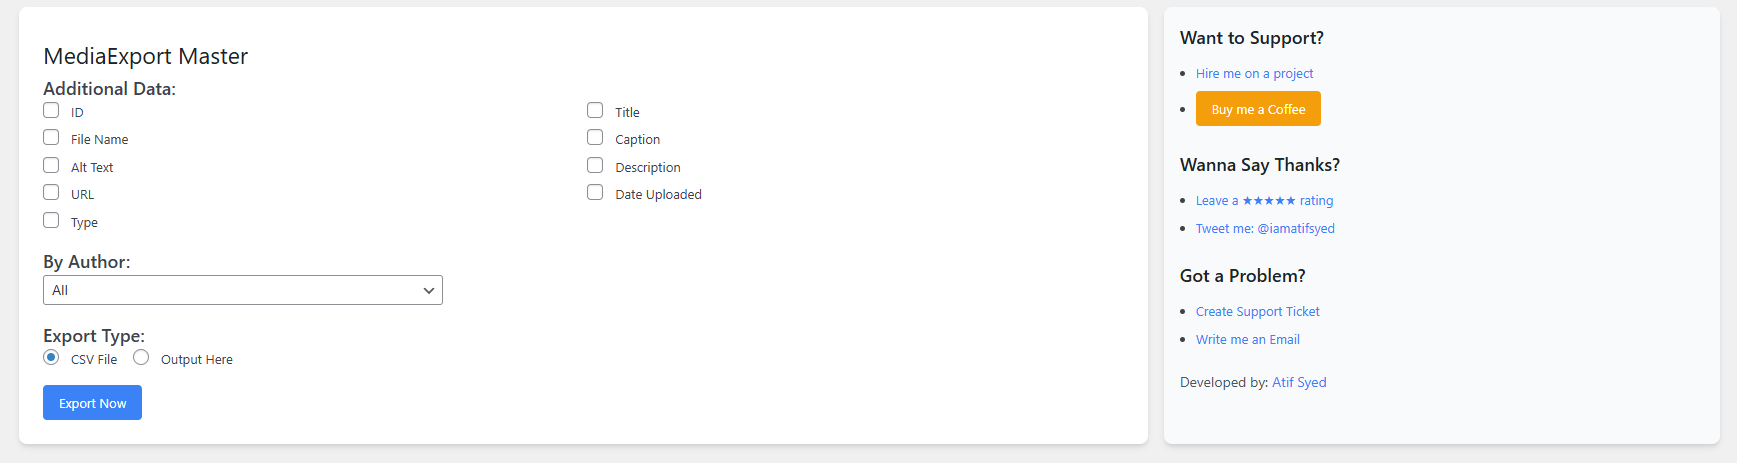 MediaExport Master
Additional Data:
ID
Title
File Name
Caption
Alt Text
Description
URL
Date Uploaded
Type
By Author:
All
Export Type:
CSV File
Output Here
Export Now
Want to Support?
Hire me on a project
Buy me a Coffee
Wanna Say Thanks?
Leave a ★★★★★ rating
Tweet me: @iamatifsyed
Got a Problem?
Create Support Ticket
Write me an Email
Developed by: Atif Syed